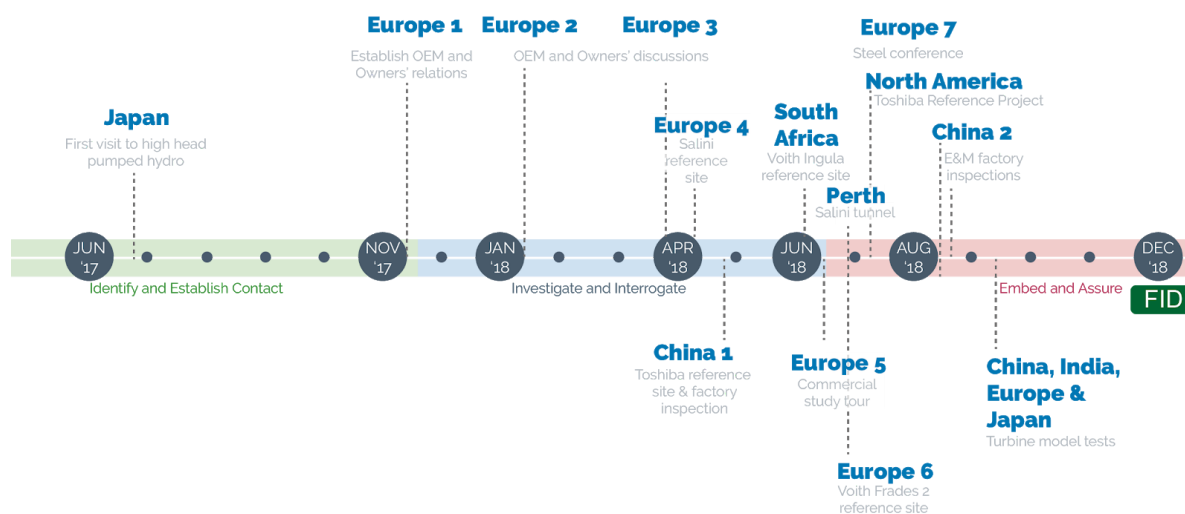 Europe 1
Establish OEM and
Owners' relations
Europe 2
Europe 3
OEM and Owners' discussions
Europe 7
Steel conference
North America
Toshiba Reference Project
Japan
First visit to high head
pumped hydro
Europe 4
Salini
reference
site
South
Africa
Voith Ingula
reference site
China 2
E&M factory
inspections
Perth
Salini tunnel
JUN
'17
NOV
'17
JAN
'18
APR
'18
JUN
'18
AUG
'18
DEC
'18
Identify and Establish Contact
Investigate and Interrogate
Embed and Assure
FID
China 1
Toshiba reference
site & factory
inspection
Europe 5
Commercial
study tour
China, India,
Europe &
Japan
Turbine model tests
Europe 6
Voith Frades 2
reference site